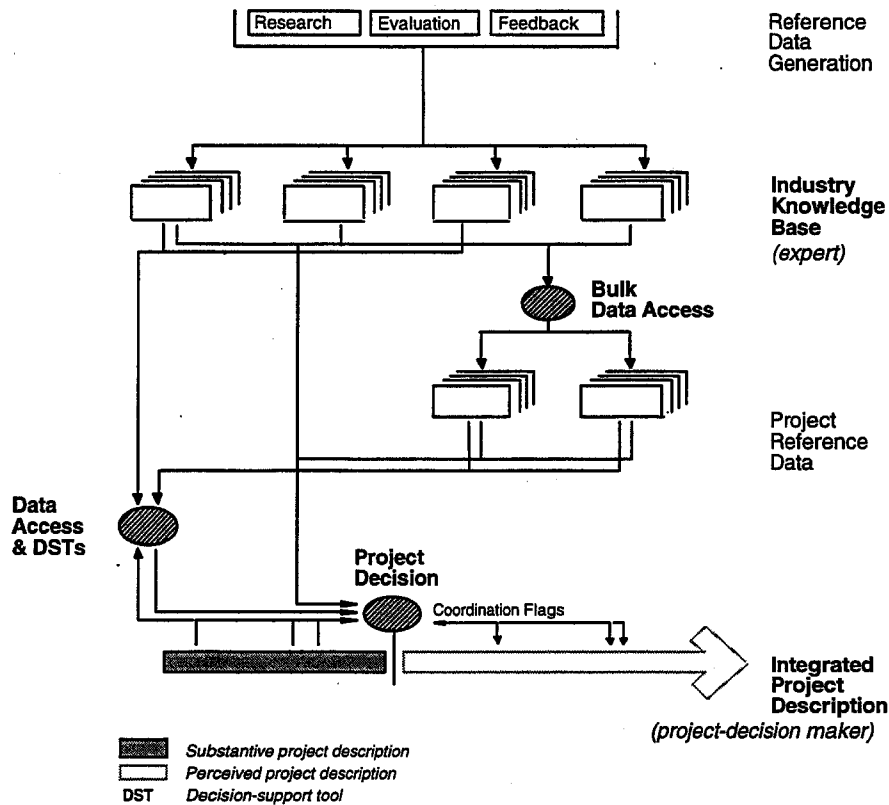 Research
Evaluation
Feedback
Reference
Data
Generation
Industry
Knowledge
Base
(expert)
Bulk
Data Access
Project
Reference
Data
Data
Access
& DSTs
Project
Decision
Coordination Flags
Integrated
Project
Description
(project-decision maker)
Substantive project description
Perceived project description
DST Decision-support tool